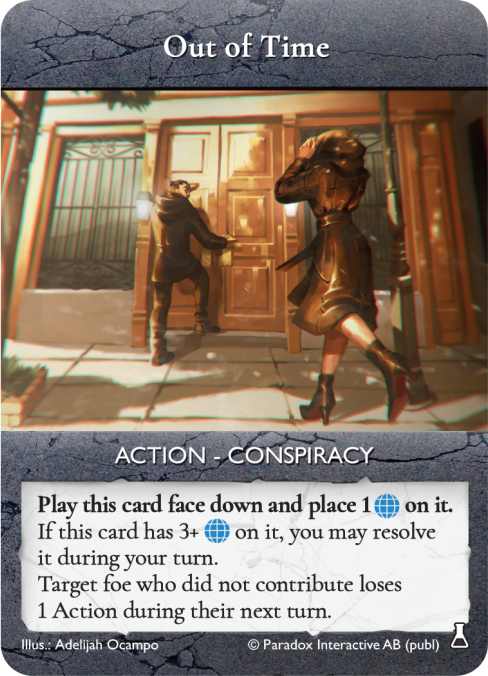 Out of Time
ACTION - CONSPIRACY
Play this card face down and place 1 on it.
If this card has 3+ on it, you may resolve
it during your turn.
Target foe who did not contribute loses
1 Action during their next turn.
Illus.: Adelijah Ocampo © Paradox Interactive AB (publ)